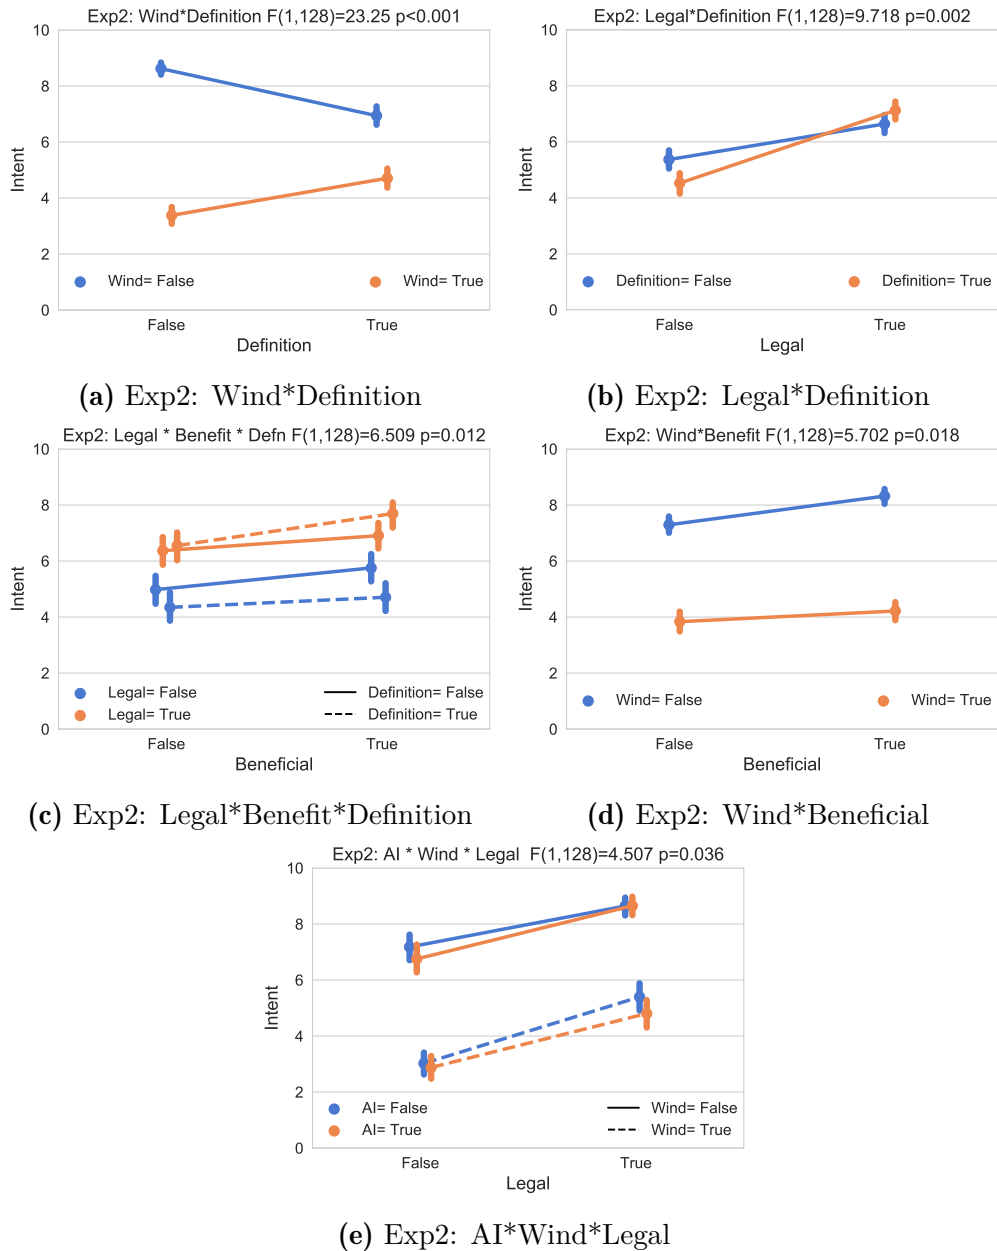 Exp2: Wind*Definition F(1,128)=23.25 p<0.001
10
8
6
4
2
0
Intent
Wind= False
Wind= True
False
True
Definition
(a) Exp2: Wind*Definition
Exp2: Legal*Definition F(1,128)=9.718 p=0.002
10
8
6
4
2
0
Intent
Definition= False
Definition= True
False
True
Legal
(b) Exp2: Legal*Definition
Exp2: Legal * Benefit * Defn F(1,128)=6.509 p=0.012
10
8
6
4
2
0
Intent
Legal= False
Legal= True
Definition= False
Definition= True
False
True
Beneficial
(c) Exp2: Legal*Benefit*Definition
Exp2: Wind*Benefit F(1,128)=5.702 p=0.018
10
8
6
4
2
0
Intent
Wind= False
Wind= True
False
True
Beneficial
(d) Exp2: Wind*Beneficial
Exp2: AI * Wind * Legal F(1,128)=4.507 p=0.036
10
8
6
4
2
0
Intent
AI= False
AI= True
Wind= False
Wind= True
False
True
Legal
(e) Exp2: AI*Wind*Legal